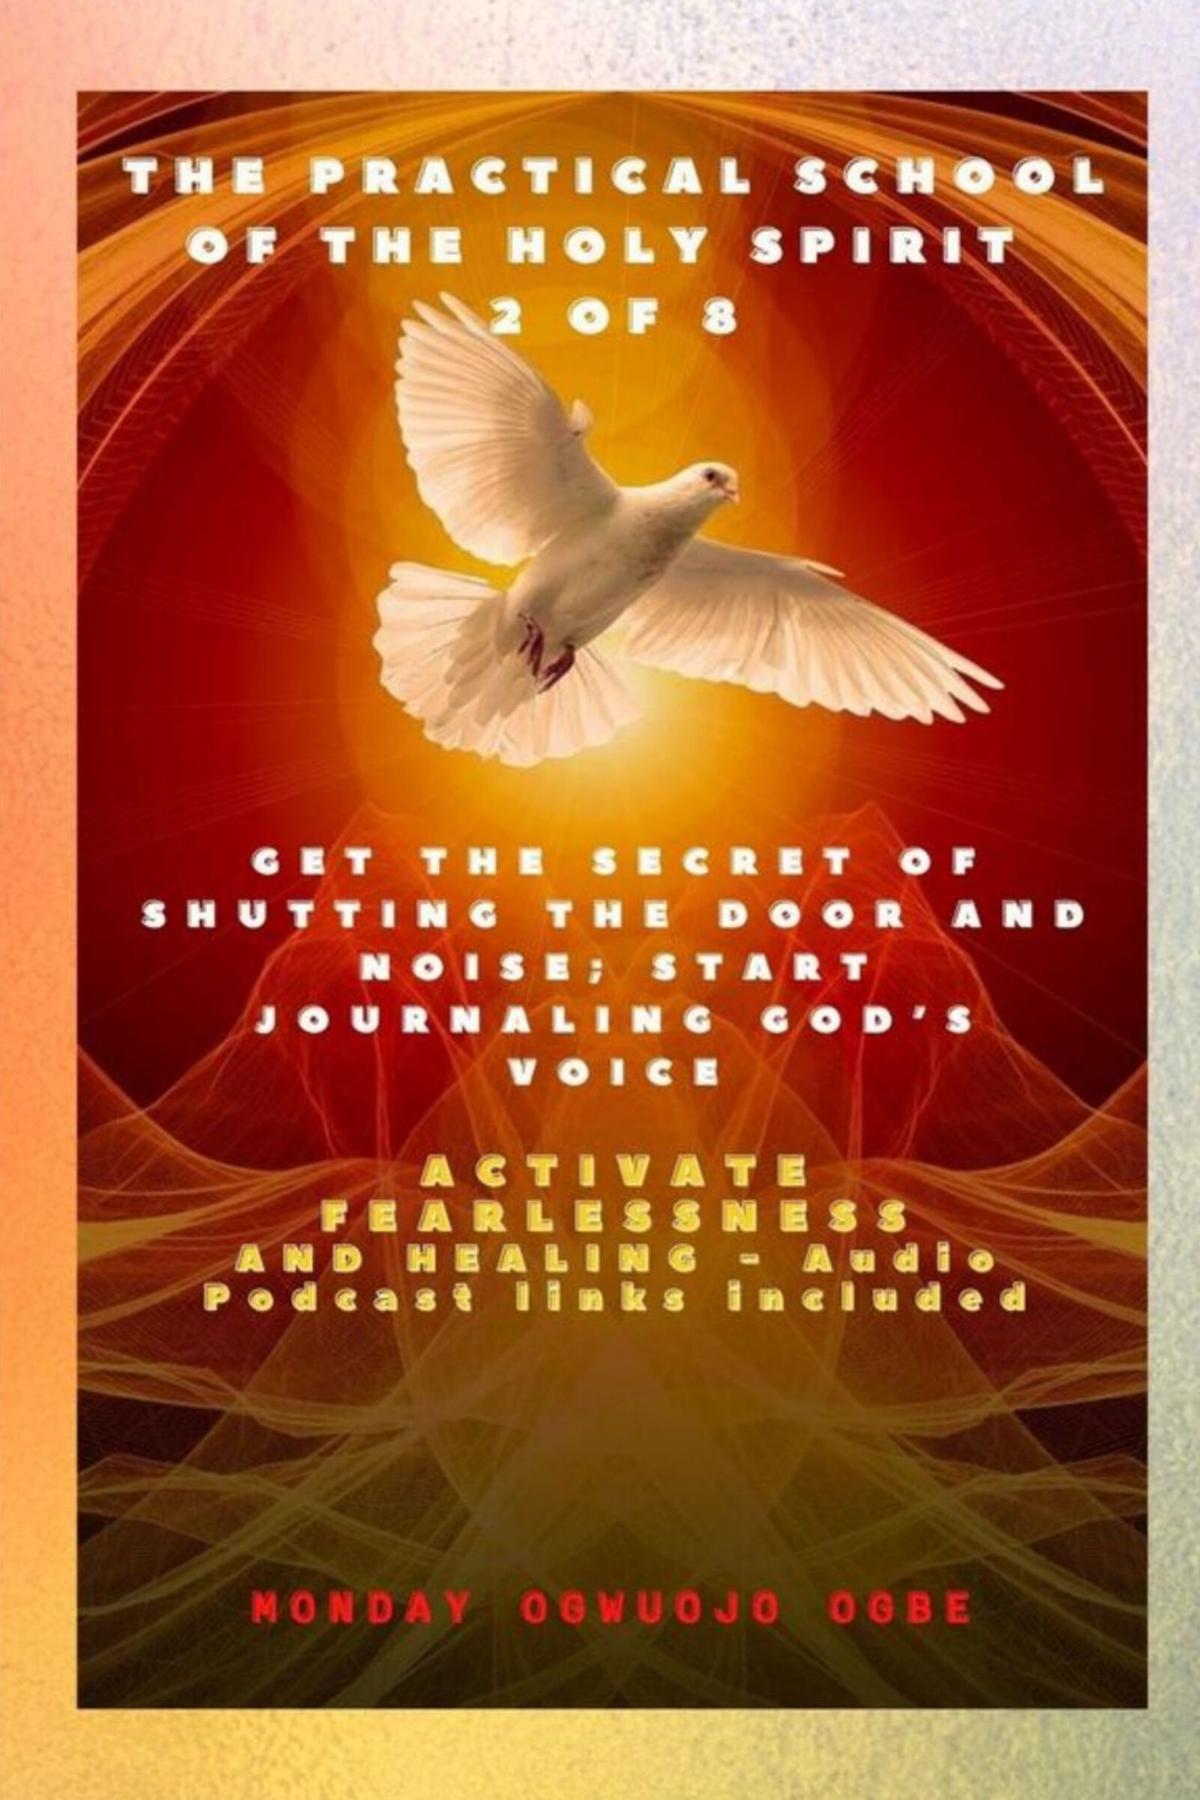 THE PRACTICAL SCHOOL
OF THE HOLY SPIRIT
2 OF 8
GET THE SECRET OF
SHUTTING THE DOOR AND
NOISE; START
JOURNALING GOD'S
VOICE
ACTIVATE
FEARLESSNESS
AND HEALING - Audio
Podcast links included
MONDAY OGWUOJO OGBE